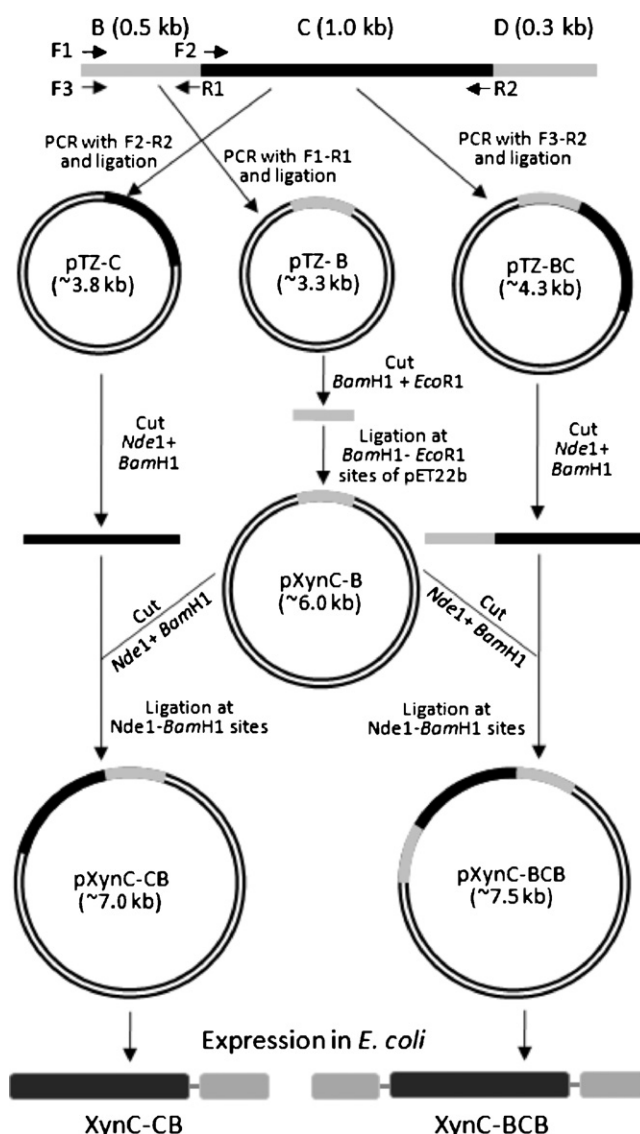 B (0.5 kb) C (1.0 kb) D (0.3 kb)
F1 F2
F3 R1 R2
PCR with F2-R2
and ligation
PCR with F1-R1
and ligation
PCR with F3-R2
and ligation
pTZ-C
(~3.8 kb)
pTZ- B
(~3.3 kb)
pTZ-BC
(~4.3 kb)
Cut
BamH1 + EcoR1
Cut
Nde1+
BamH1
Ligation at
BamH1- EcoR1
sites of pET22b
Cut
Nde1+
BamH1
pXynC-B
(~6.0 kb)
Cut
Nde1+ BamH1
Cut
Nde1+ BamH1
Ligation at
Nde1-BamH1 sites
Ligation at
Nde1-BamH1 sites
pXynC-CB
(~7.0 kb)
pXynC-BCB
(~7.5 kb)
Expression in E. coli
XynC-CB
XynC-BCB